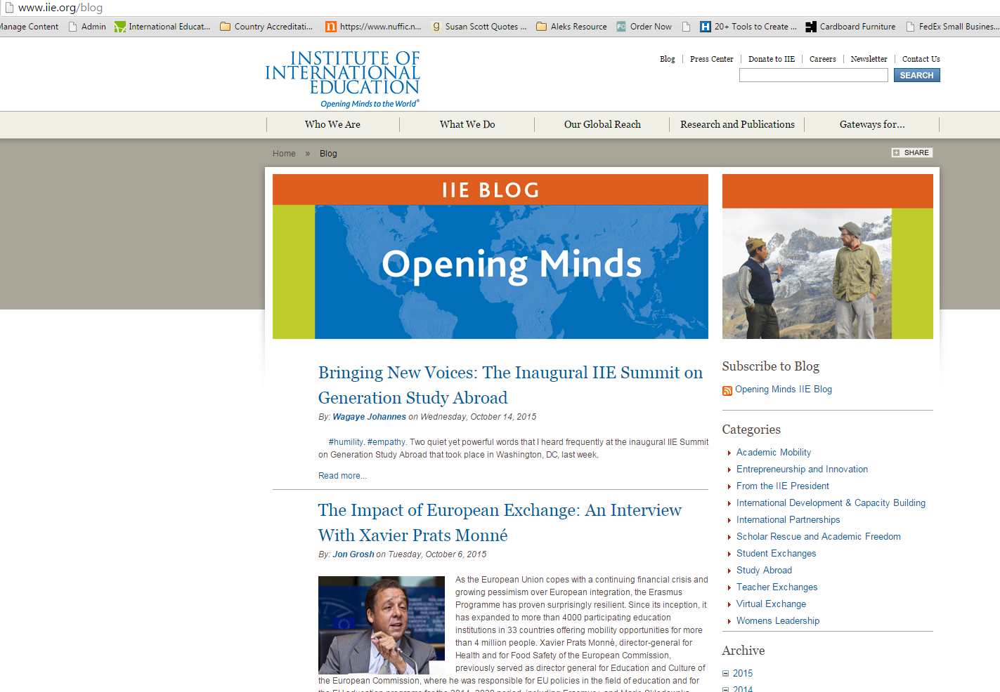 www.iie.org/blog
Manage Content Admin International Educat... Country Accreditati... https://www.nuffic.n... Susan Scott Quotes ... Aleks Resource Order Now 20+ Tools to Create ... Cardboard Furniture FedEx Small Busines...
INSTITUTE OF
INTERNATIONAL
EDUCATION
Opening Minds to the World®
Blog Press Center Donate to IIE Careers Newsletter Contact Us
SEARCH
Who We Are What We Do Our Global Reach Research and Publications Gateways for...
Home » Blog
SHARE
IIE BLOG
Opening Minds
Bringing New Voices: The Inaugural IIE Summit on
Generation Study Abroad
By: Wagaye Johannes on Wednesday, October 14, 2015
#humility. #empathy. Two quiet yet powerful words that I heard frequently at the inaugural IIE Summit
on Generation Study Abroad that took place in Washington, DC, last week.
Read more...
The Impact of European Exchange: An Interview
With Xavier Prats Monné
By: Jon Grosh on Tuesday, October 6, 2015
As the European Union copes with a continuing financial crisis and
growing pessimism over European integration, the Erasmus
Programme has proven surprisingly resilient. Since its inception, it
has expanded to more than 4000 participating education
institutions in 33 countries offering mobility opportunities for more
than 4 million people. Xavier Prats Monné, director-general for
Health and for Food Safety of the European Commission,
previously served as director general for Education and Culture of
the European Commission, where he was responsible for EU policies in the field of education and for
Subscribe to Blog
Opening Minds IIE Blog
Categories
Academic Mobility
Entrepreneurship and Innovation
From the IIE President
International Development & Capacity Building
International Partnerships
Scholar Rescue and Academic Freedom
Student Exchanges
Study Abroad
Teacher Exchanges
Virtual Exchange
Womens Leadership
Archive
2015
2014